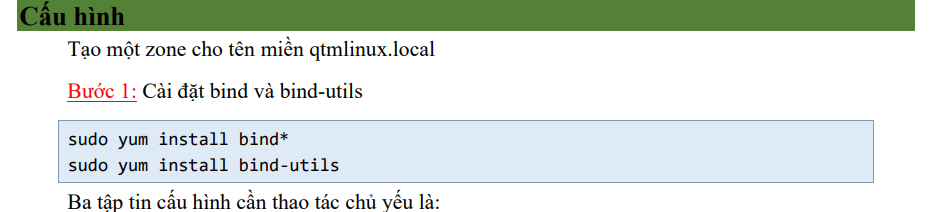 Cấu hình
Tạo một zone cho tên miền qtmlinux.local
Bước 1: Cài đặt bind và bind-utils
sudo yum install bind*
sudo yum install bind-utils
Ba tập tin cấu hình cần thao tác chủ yếu là: